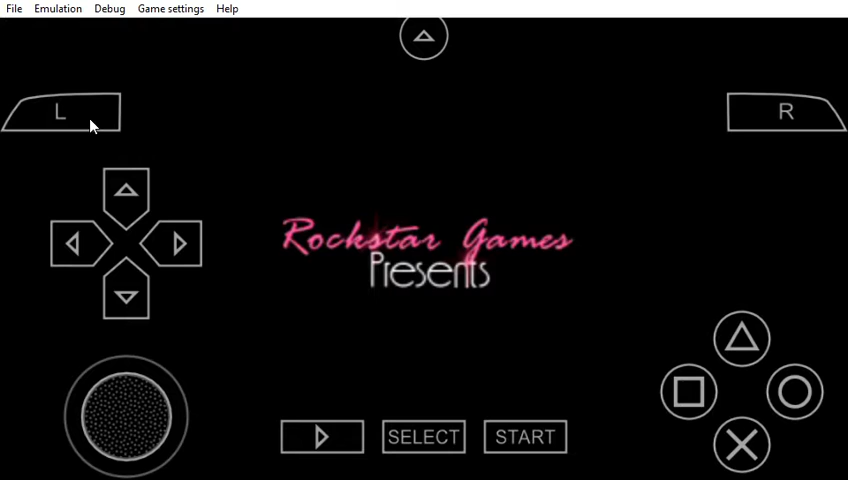 File Emulation Debug Game settings Help
L R
Rockstar Games
Presents
SELECT START